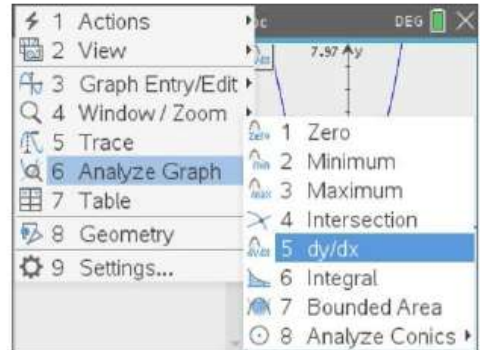 1 Actions
2 View
3 Graph Entry/Edit
4 Window / Zoom
5 Trace
6 Analyze Graph
7 Table
8 Geometry
9 Settings...
DEG
7.97 y
1 Zero
2 Minimum
3 Maximum
4 Intersection
5 dy/dx
6 Integral
7 Bounded Area
8 Analyze Conics